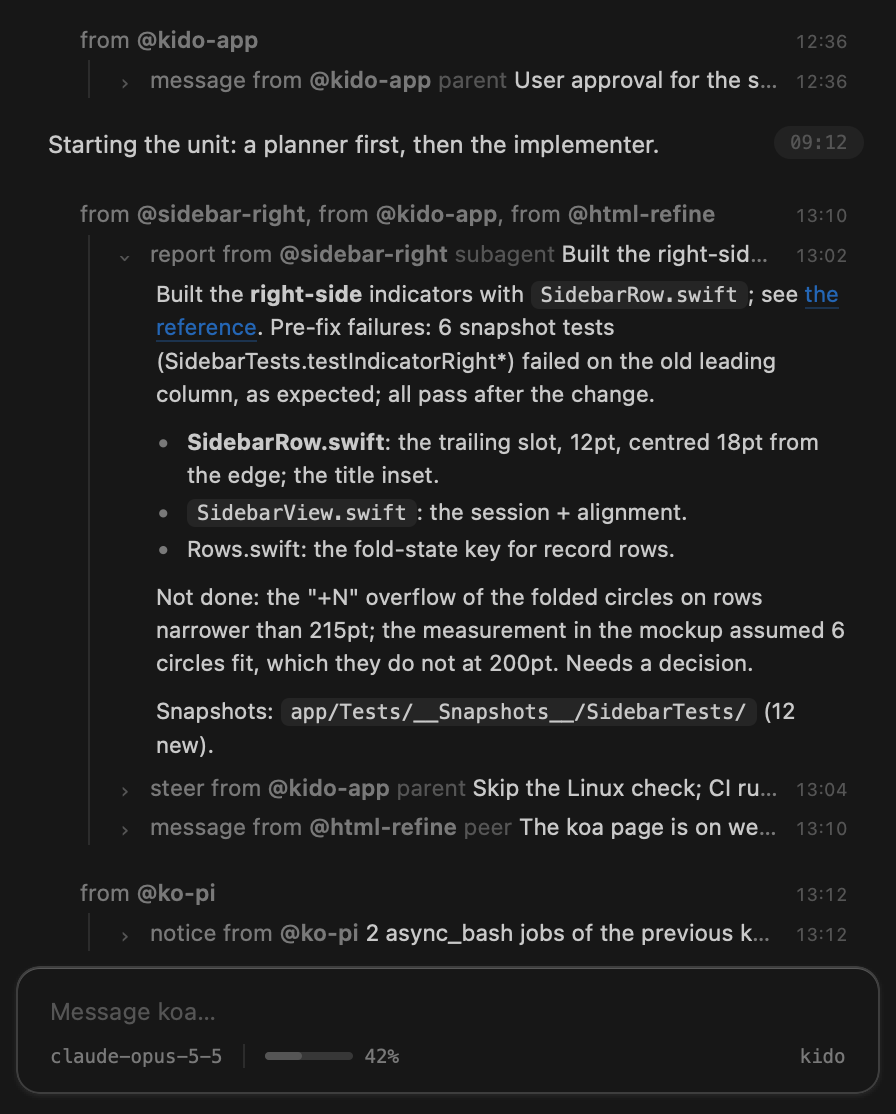 from @kido-app 12:36
› message from @kido-app parent User approval for the s... 12:36
Starting the unit: a planner first, then the implementer. 09:12
from @sidebar-right, from @kido-app, from @html-refine 13:10
⌄ report from @sidebar-right subagent Built the right-sid... 13:02
Built the right-side indicators with SidebarRow.swift; see the
reference. Pre-fix failures: 6 snapshot tests
(SidebarTests.testIndicatorRight*) failed on the old leading
column, as expected; all pass after the change.
• SidebarRow.swift: the trailing slot, 12pt, centred 18pt from
the edge; the title inset.
• SidebarView.swift: the session + alignment.
• Rows.swift: the fold-state key for record rows.
Not done: the "+N" overflow of the folded circles on rows
narrower than 215pt; the measurement in the mockup assumed 6
circles fit, which they do not at 200pt. Needs a decision.
Snapshots: app/Tests/__Snapshots__/SidebarTests/ (12
new).
› steer from @kido-app parent Skip the Linux check; CI ru... 13:04
› message from @html-refine peer The koa page is on we... 13:10
from @ko-pi 13:12
› notice from @ko-pi 2 async_bash jobs of the previous k... 13:12
Message koa...
claude-opus-5-5 42% kido